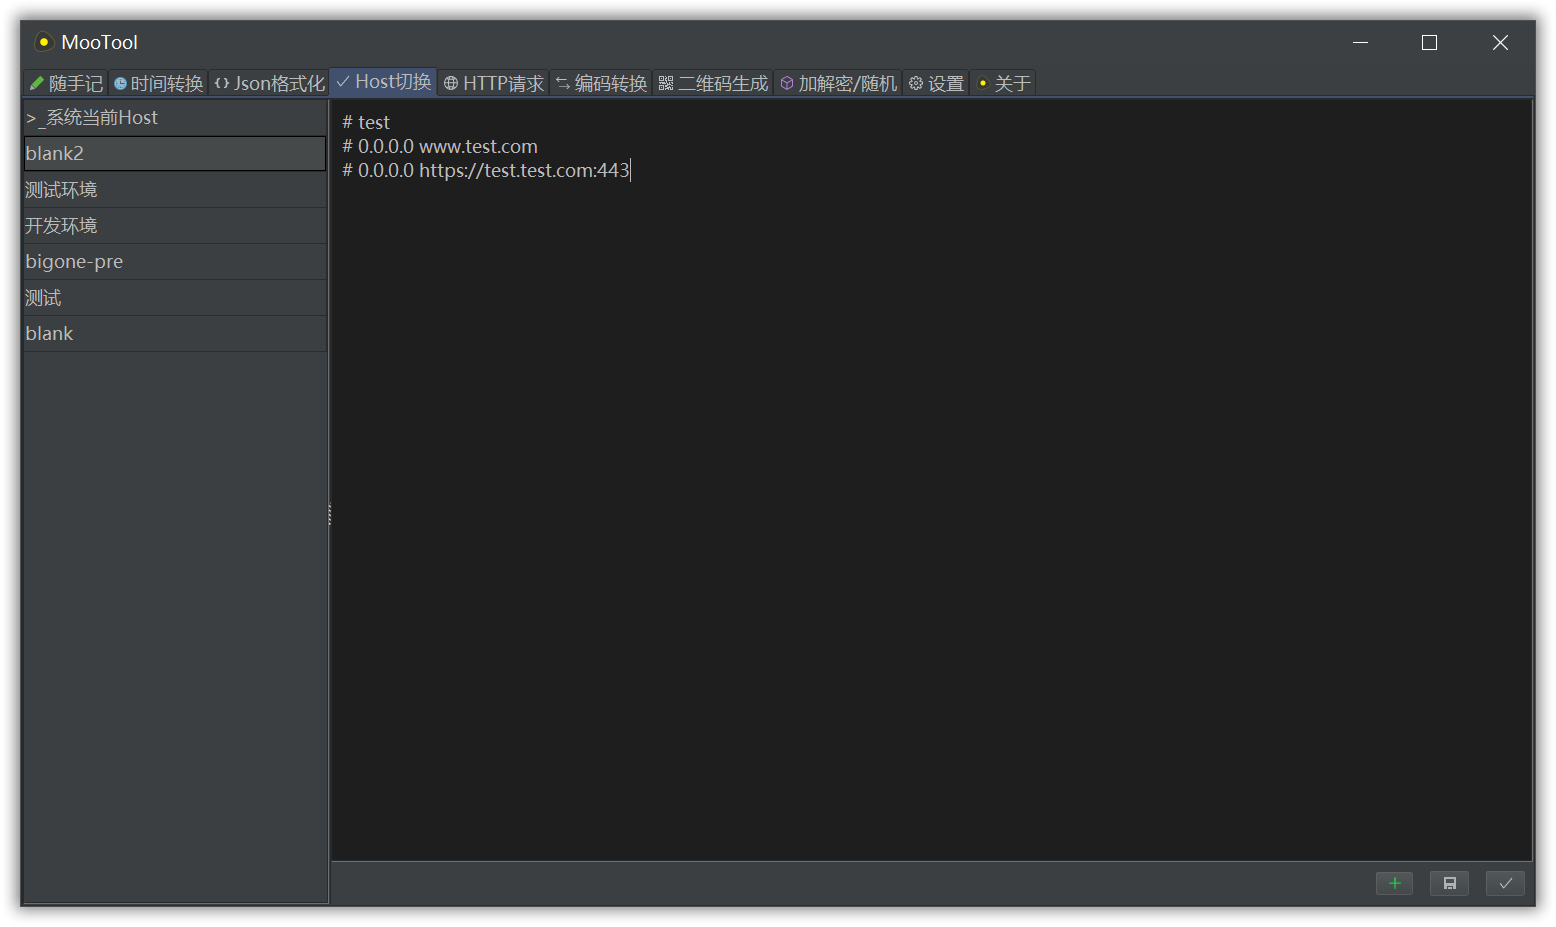 MooTool
随手记 时间转换 Json格式化 Host切换 HTTP请求 编码转换 二维码生成 加解密/随机 设置 关于
>_系统当前Host
blank2
测试环境
开发环境
bigone-pre
测试
blank
# test
# 0.0.0.0 www.test.com
# 0.0.0.0 https://test.test.com:443